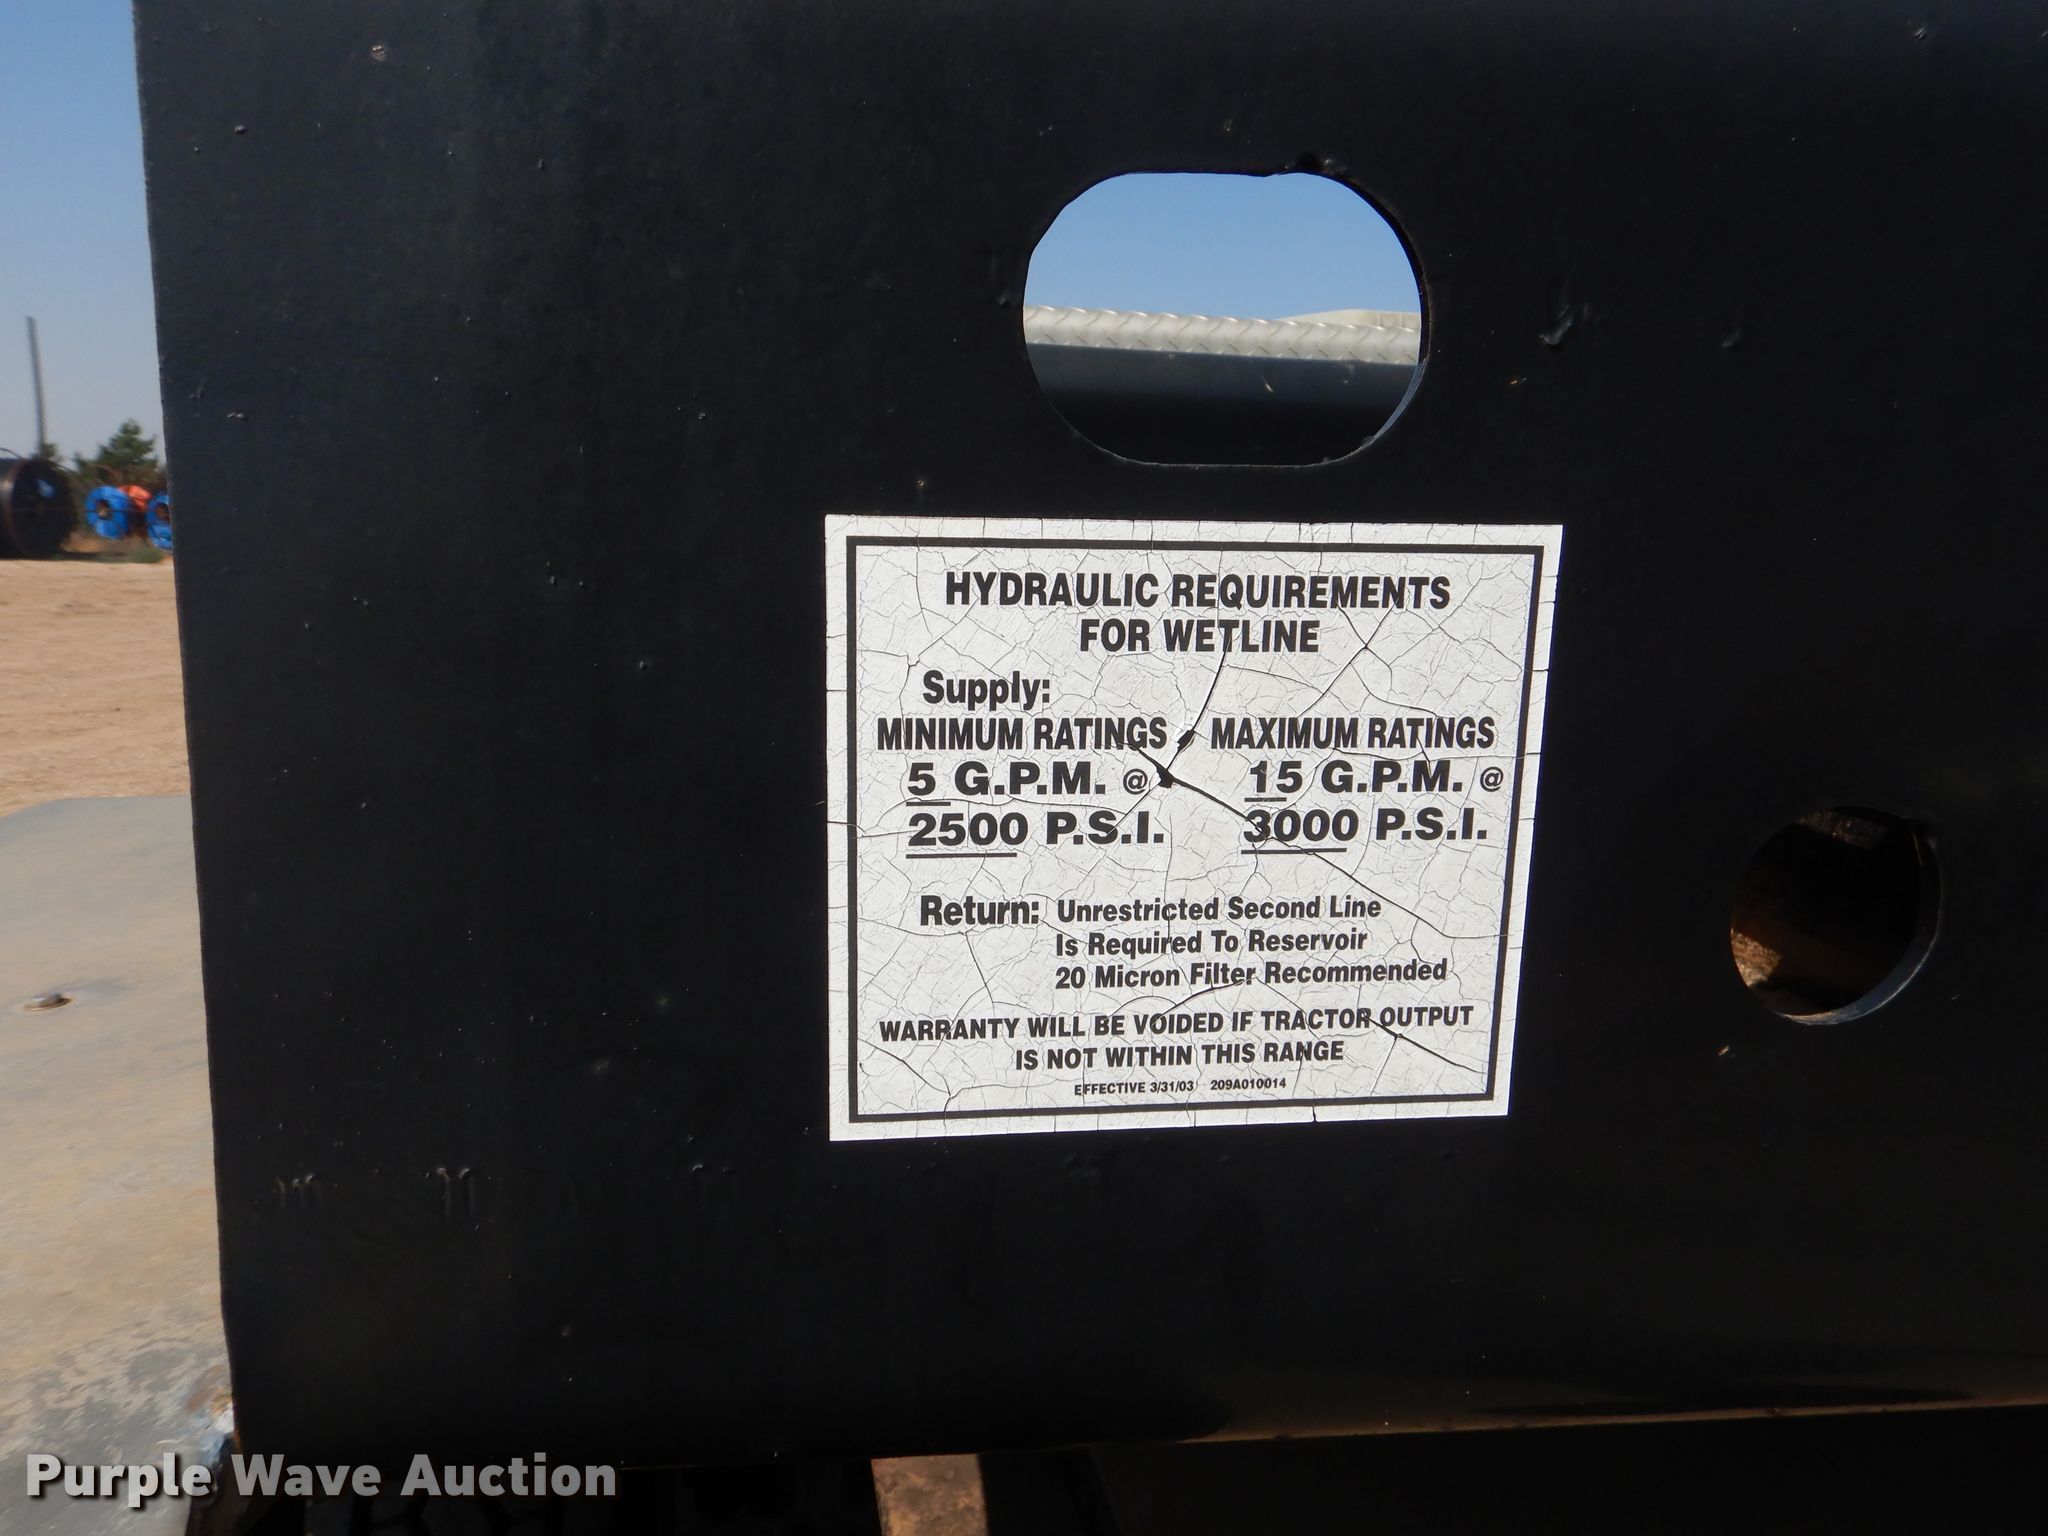 HYDRAULIC REQUIREMENTS
FOR WETLINE
Supply:
MINIMUM RATINGS MAXIMUM RATINGS
5 G.P.M. @ 15 G.P.M. @
2500 P.S.I. 3000 P.S.I.
Return: Unrestricted Second Line
Is Required To Reservoir
20 Micron Filter Recommended
WARRANTY WILL BE VOIDED IF TRACTOR OUTPUT
IS NOT WITHIN THIS RANGE
EFFECTIVE 3/31/03 209A010014
Purple Wave Auction